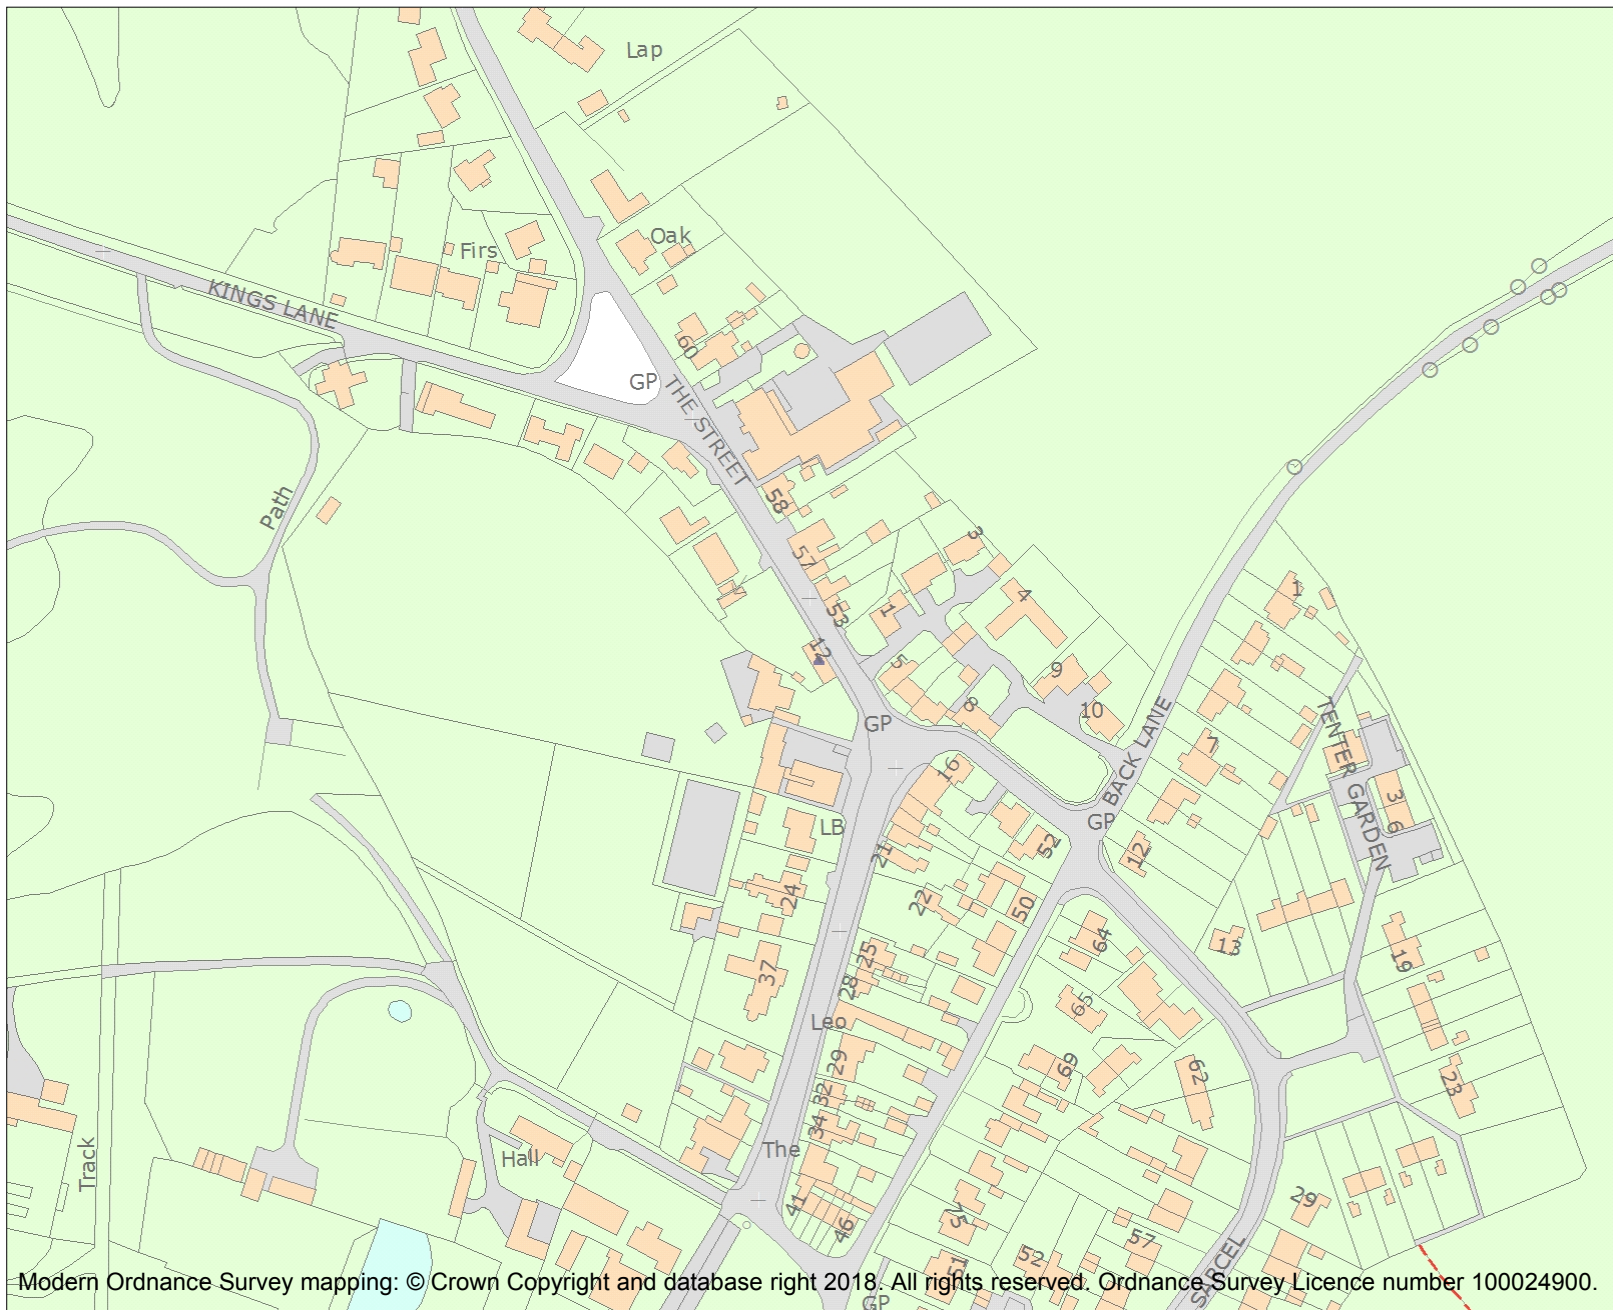 Lap
Oak
Firs
KINGS LANE
60
GP
THE STREET
58
Path
57
3
4
1
1
53
12
5
9
8
10
GP
BACK LANE
7
TENTER GARDEN
16
3
6
GP
LB
21
52
12
24
22
50
13
64
19
25
37
28
65
Leo
29
69
62
23
32
34
The
Track
Hall
29
41
46
75
57
52
51
SARCEL
GP
Modern Ordnance Survey mapping: © Crown Copyright and database right 2018. All rights reserved. Ordnance Survey Licence number 100024900.